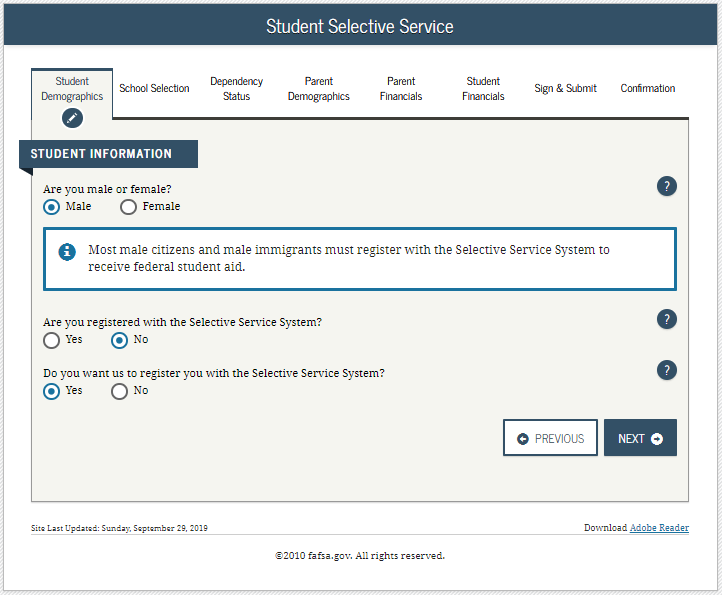 Student Selective Service
Student
Demographics
School Selection
Dependency
Status
Parent
Demographics
Parent
Financials
Student
Financials
Sign & Submit
Confirmation
STUDENT INFORMATION
Are you male or female?
?
Male
Female
i
Most male citizens and male immigrants must register with the Selective Service System to
receive federal student aid.
Are you registered with the Selective Service System?
?
Yes
No
Do you want us to register you with the Selective Service System?
?
Yes
No
PREVIOUS
NEXT
Site Last Updated: Sunday, September 29, 2019
Download Adobe Reader
©2010 fafsa.gov. All rights reserved.